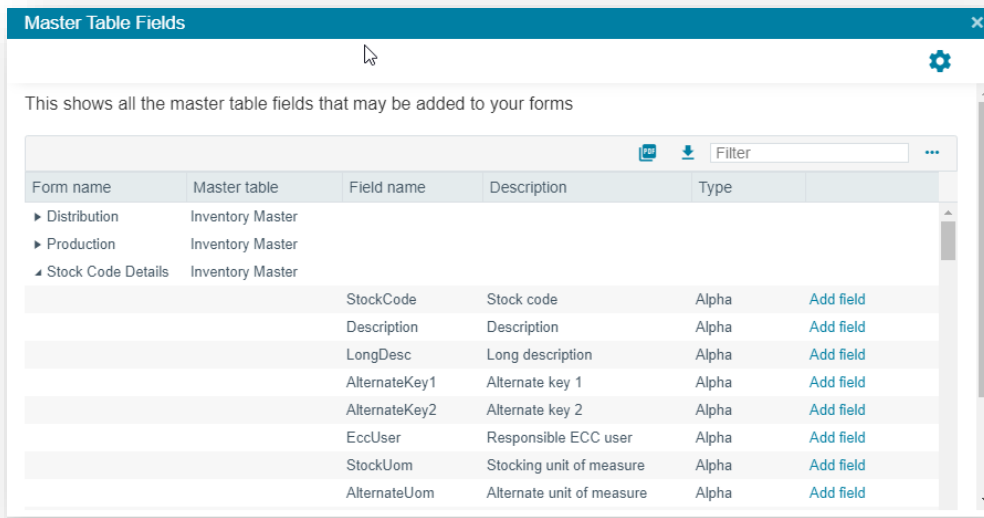 Master Table Fields
This shows all the master table fields that may be added to your forms
PDF Filter
Form name Master table Field name Description Type
Distribution Inventory Master
Production Inventory Master
Stock Code Details Inventory Master
StockCode Stock code Alpha Add field
Description Description Alpha Add field
LongDesc Long description Alpha Add field
AlternateKey1 Alternate key 1 Alpha Add field
AlternateKey2 Alternate key 2 Alpha Add field
EccUser Responsible ECC user Alpha Add field
StockUom Stocking unit of measure Alpha Add field
AlternateUom Alternate unit of measure Alpha Add field